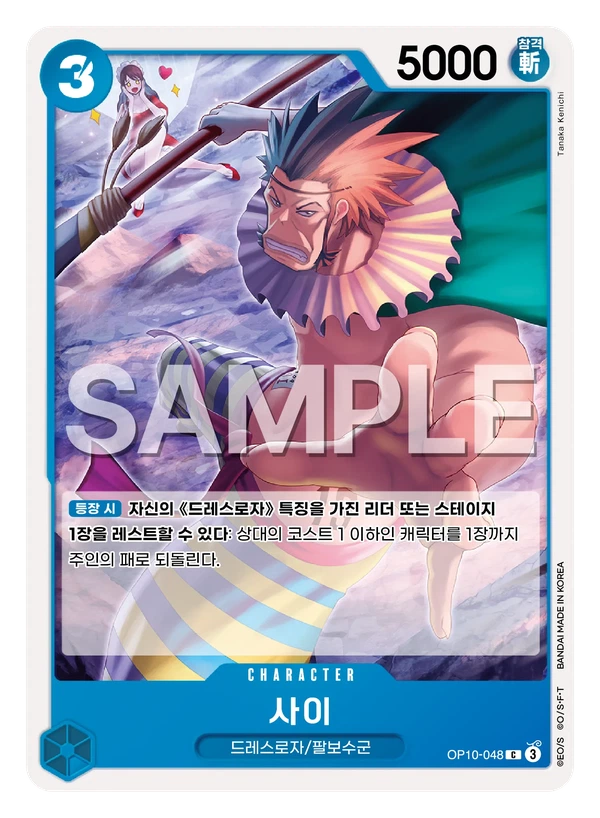 3
5000
참격
斬
Tanaka Kenichi
SAMPLE
등장 시 자신의 《드레스로자》 특징을 가진 리더 또는 스테이지
1장을 레스트할 수 있다: 상대의 코스트 1 이하인 캐릭터를 1장까지
주인의 패로 되돌린다.
CHARACTER
사이
드레스로자/팔보수군
OP10-048 C 3
©EO/S ©O/S·F·T BANDAI MADE IN KOREA